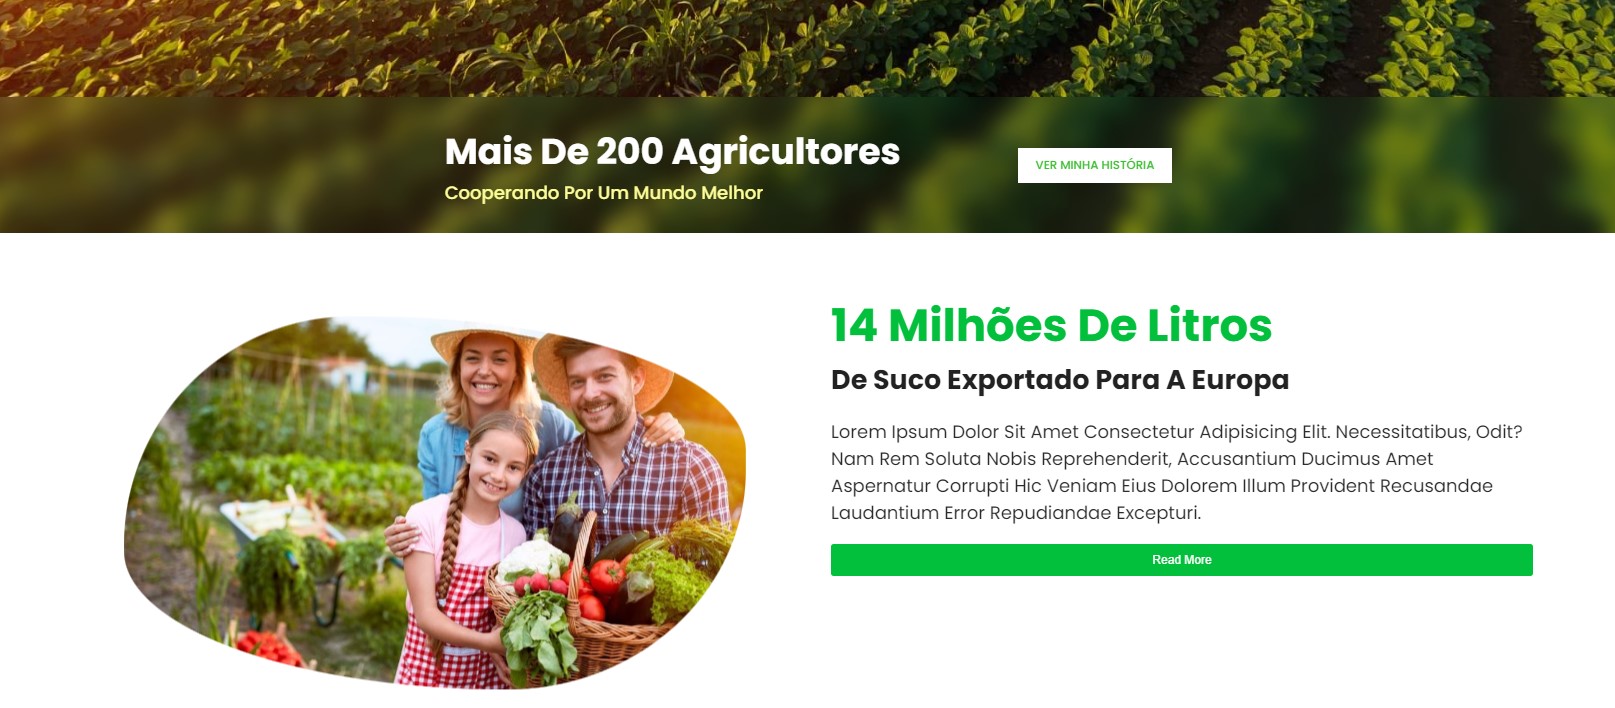 Mais De 200 Agricultores
Cooperando Por Um Mundo Melhor
VER MINHA HISTÓRIA
14 Milhões De Litros
De Suco Exportado Para A Europa
Lorem Ipsum Dolor Sit Amet Consectetur Adipisicing Elit. Necessitatibus, Odit?
Nam Rem Soluta Nobis Reprehenderit, Accusantium Ducimus Amet
Aspernatur Corrupti Hic Veniam Eius Dolorem Illum Provident Recusandae
Laudantium Error Repudiandae Excepturi.
Read More